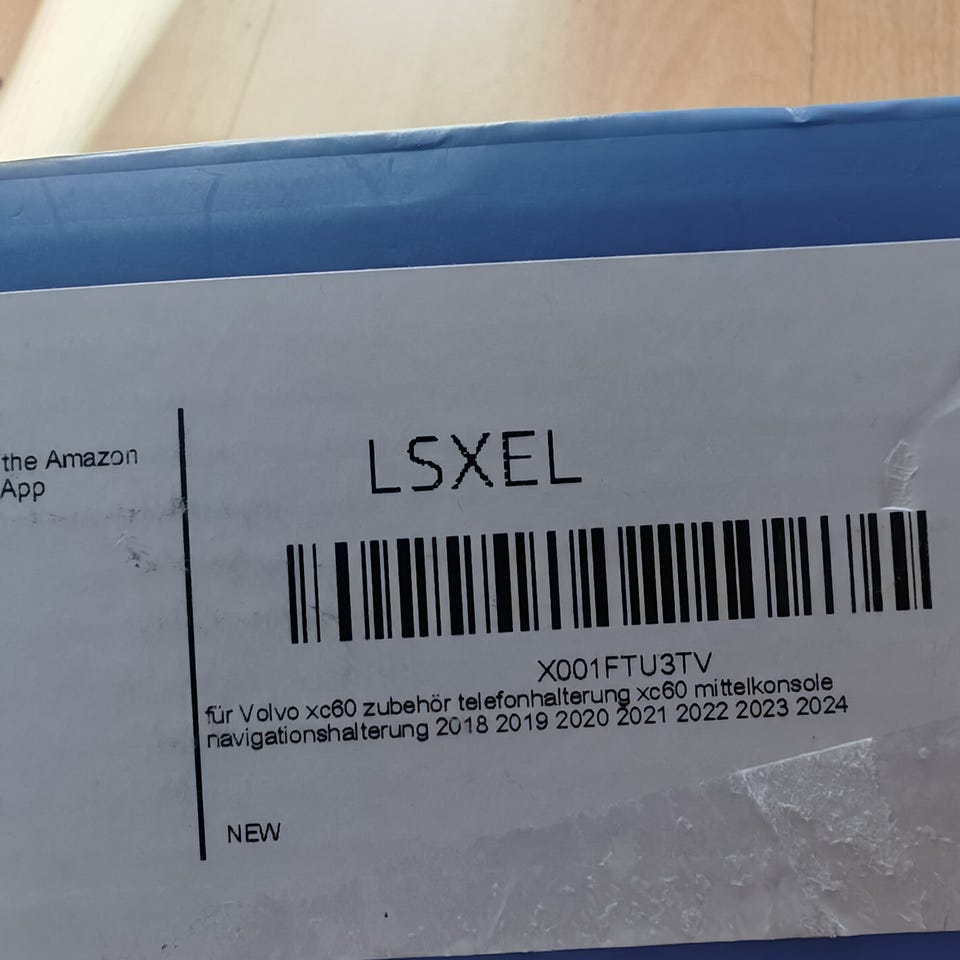 the Amazon
App
LSXEL
X001FTU3TV
für Volvo xc60 zubehör telefonhalterung xc60 mittelkonsole
navigationshalterung 2018 2019 2020 2021 2022 2023 2024
NEW